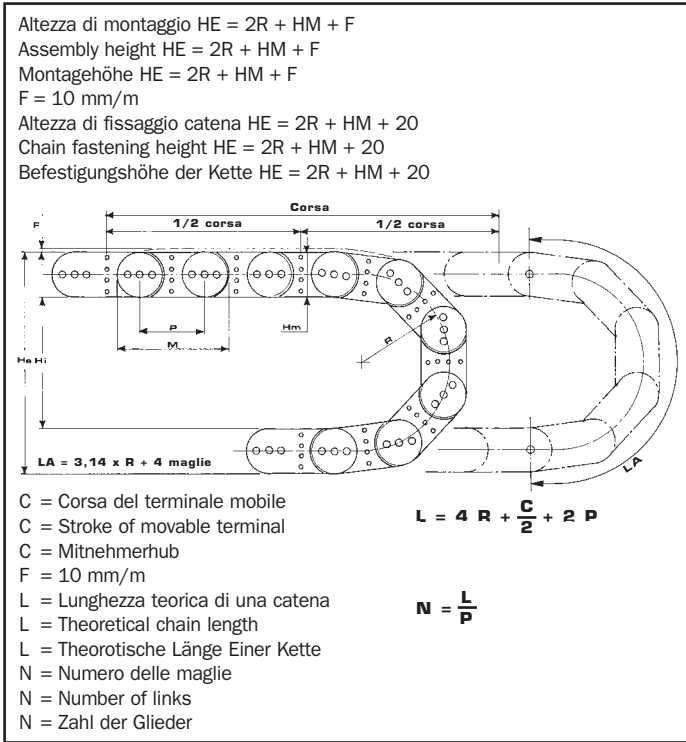 Altezza di montaggio HE = 2R + HM + F
Assembly height HE = 2R + HM + F
Montagehöhe HE = 2R + HM + F
F = 10 mm/m
Altezza di fissaggio catena HE = 2R + HM + 20
Chain fastening height HE = 2R + HM + 20
Befestigungshöhe der Kette HE = 2R + HM + 20
Corsa
1/2 corsa 1/2 corsa
F
He Hi
P
M
Hm
R
LA
LA = 3,14 x R + 4 maglie
C = Corsa del terminale mobile
C = Stroke of movable terminal
C = Mitnehmerhub
F = 10 mm/m
L = Lunghezza teorica di una catena
L = Theoretical chain length
L = Theorotische Länge Einer Kette
N = Numero delle maglie
N = Number of links
N = Zahl der Glieder
L = 4 R + C/2 + 2 P
N = L/P